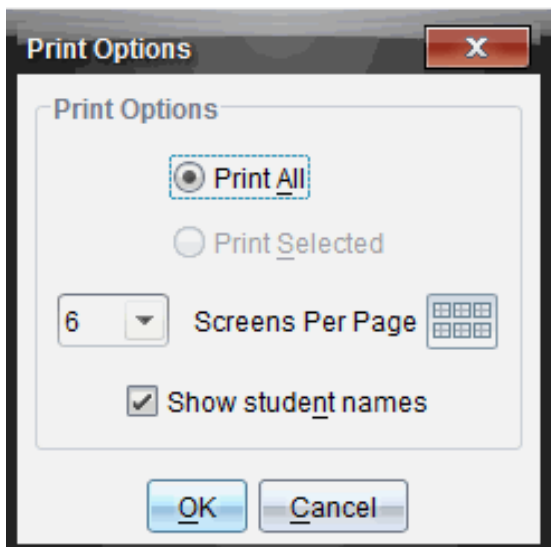 Print Options
Print Options
Print All
Print Selected
6 Screens Per Page
Show student names
OK Cancel